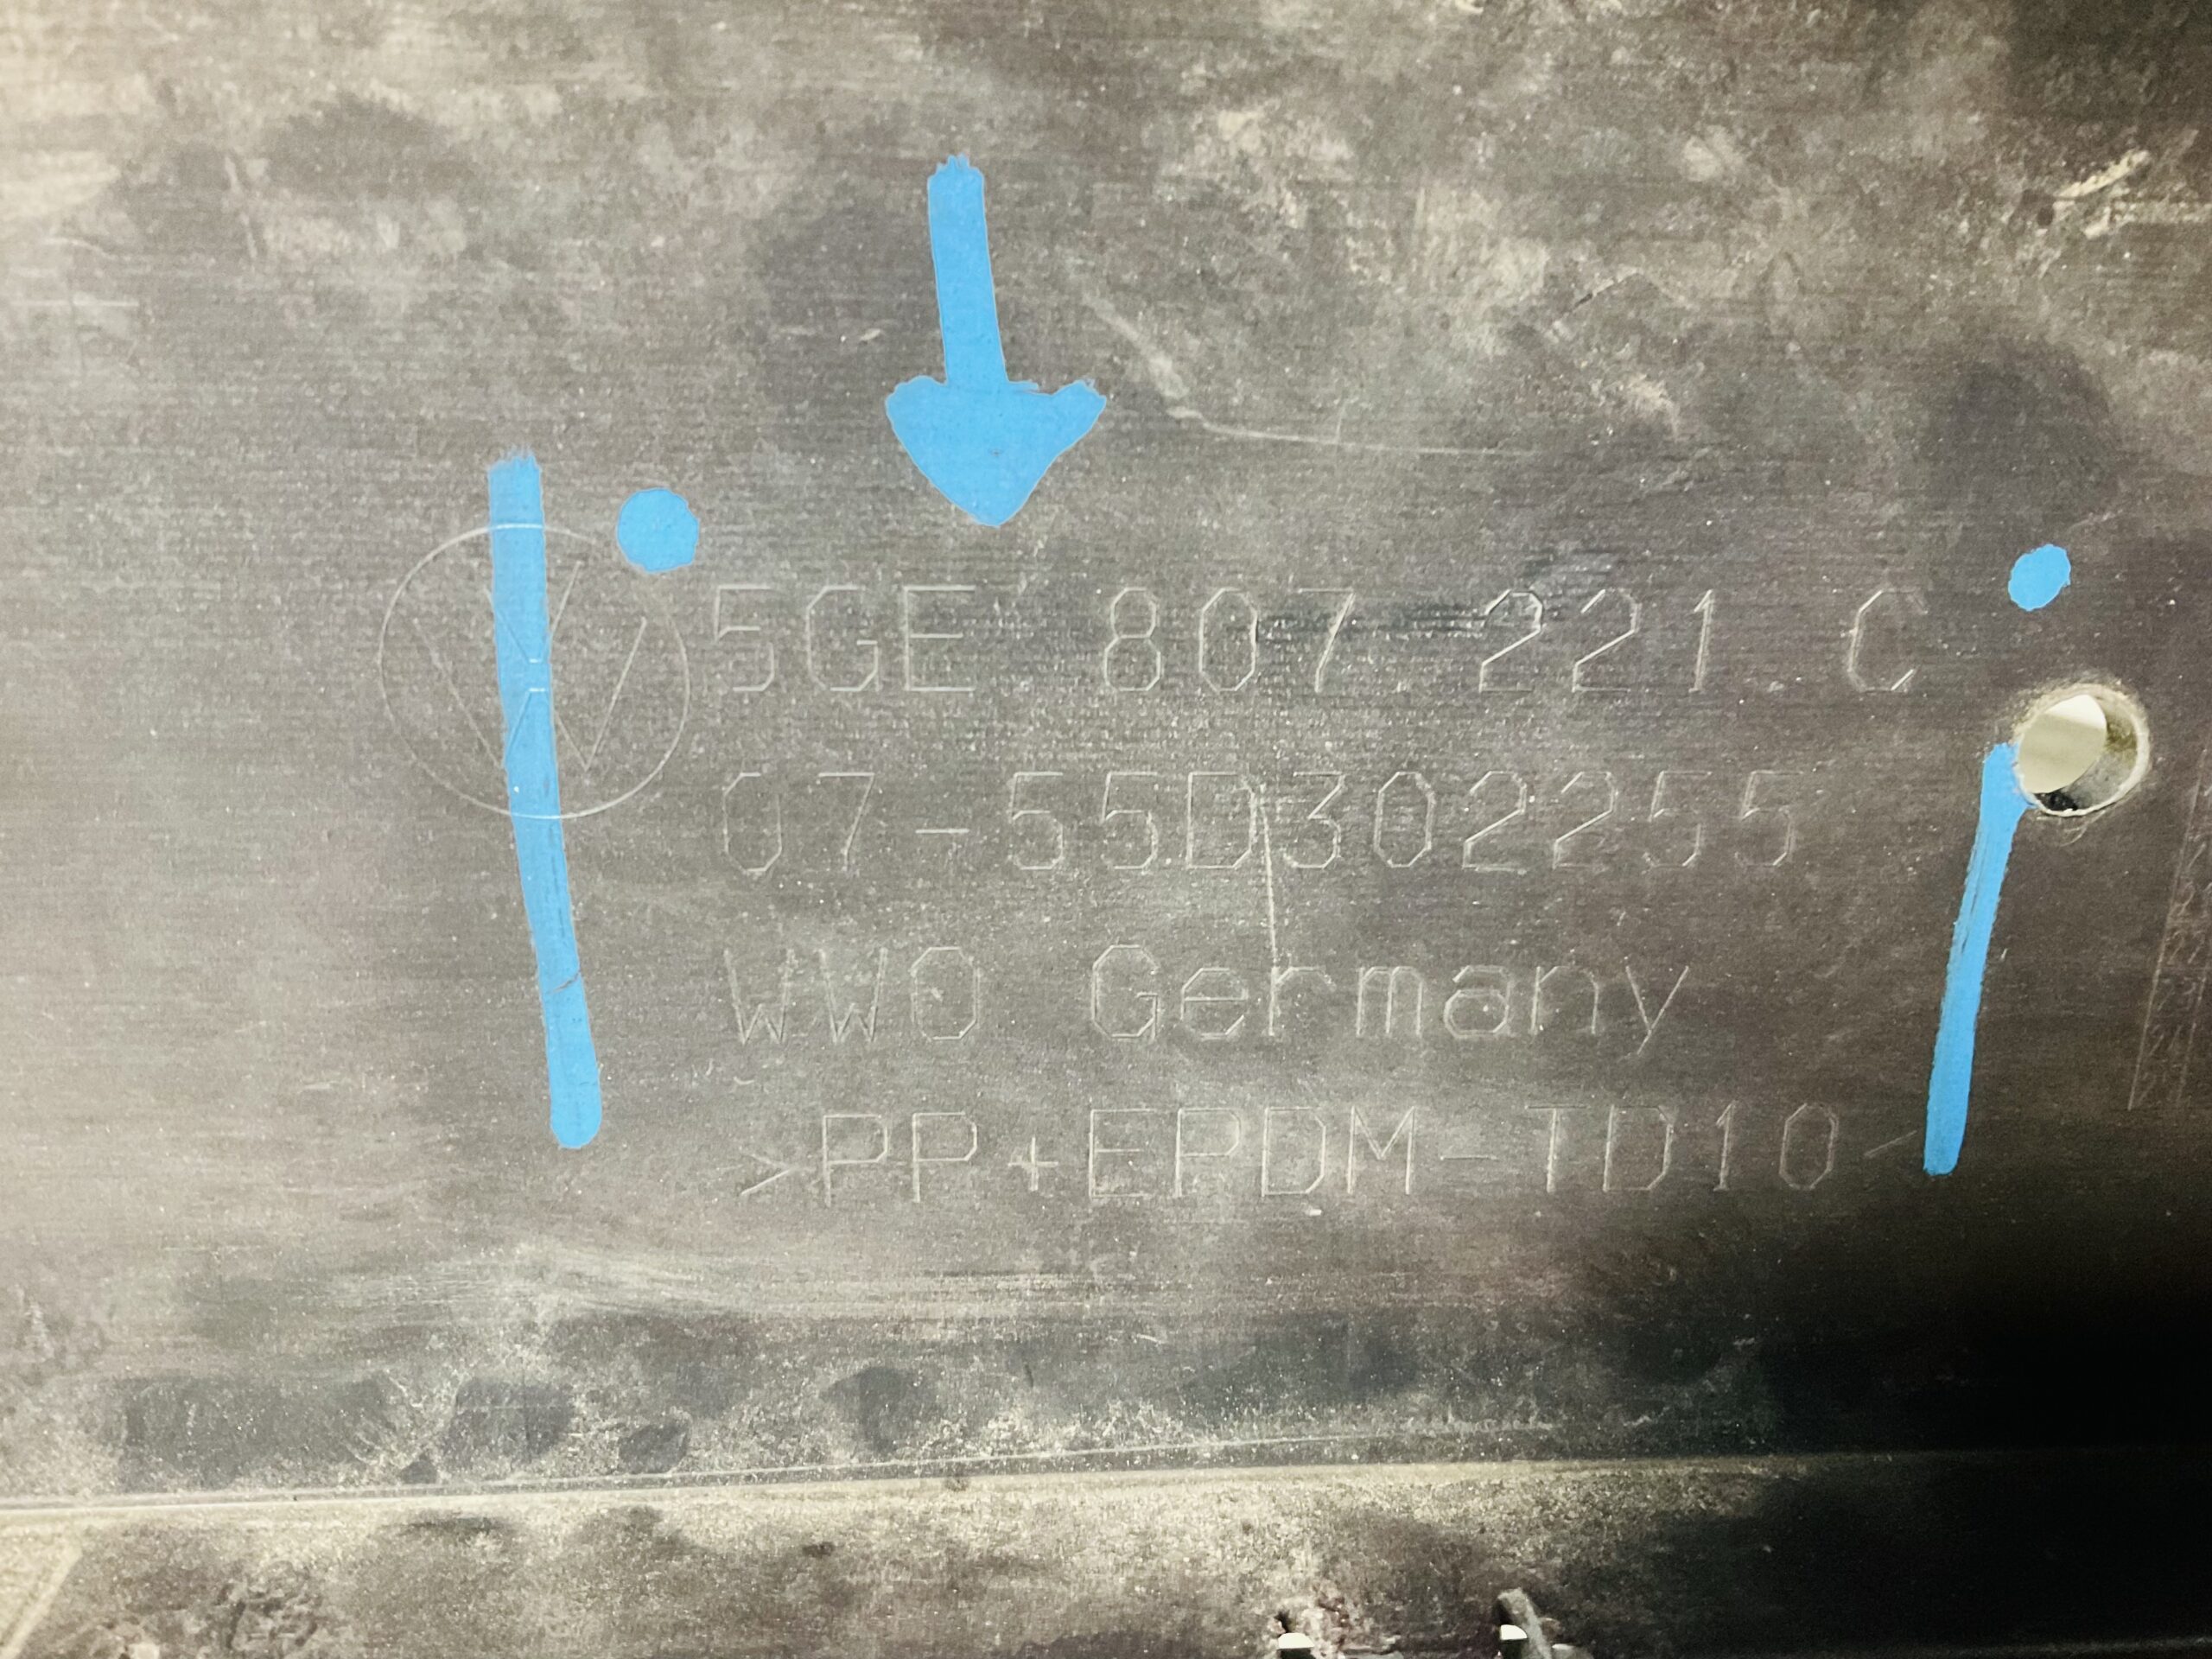 5GE 807 221 C
07-55D302255
WWO Germany
>PP+EPDM-TD10<